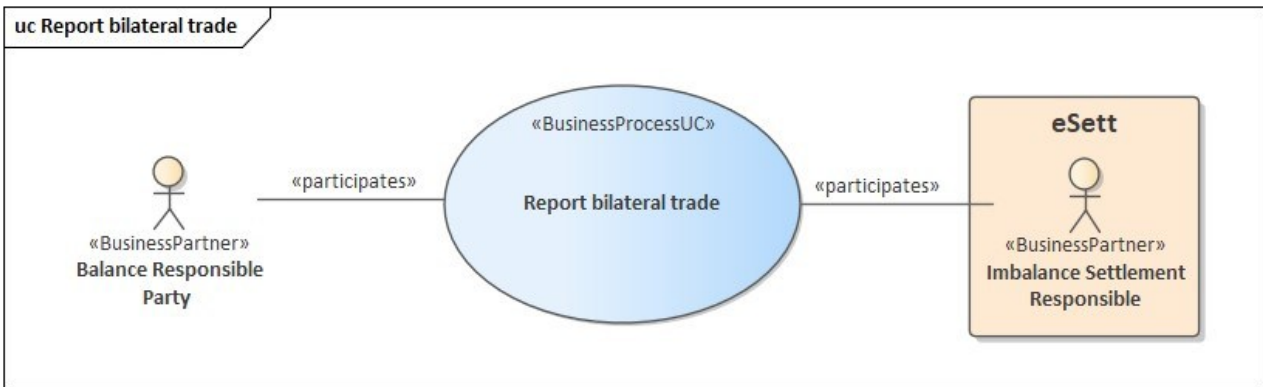 uc Report bilateral trade
«BusinessProcessUC»
eSett
«participates»
«participates»
Report bilateral trade
«BusinessPartner»
Balance Responsible
Party
«BusinessPartner»
Imbalance Settlement
Responsible